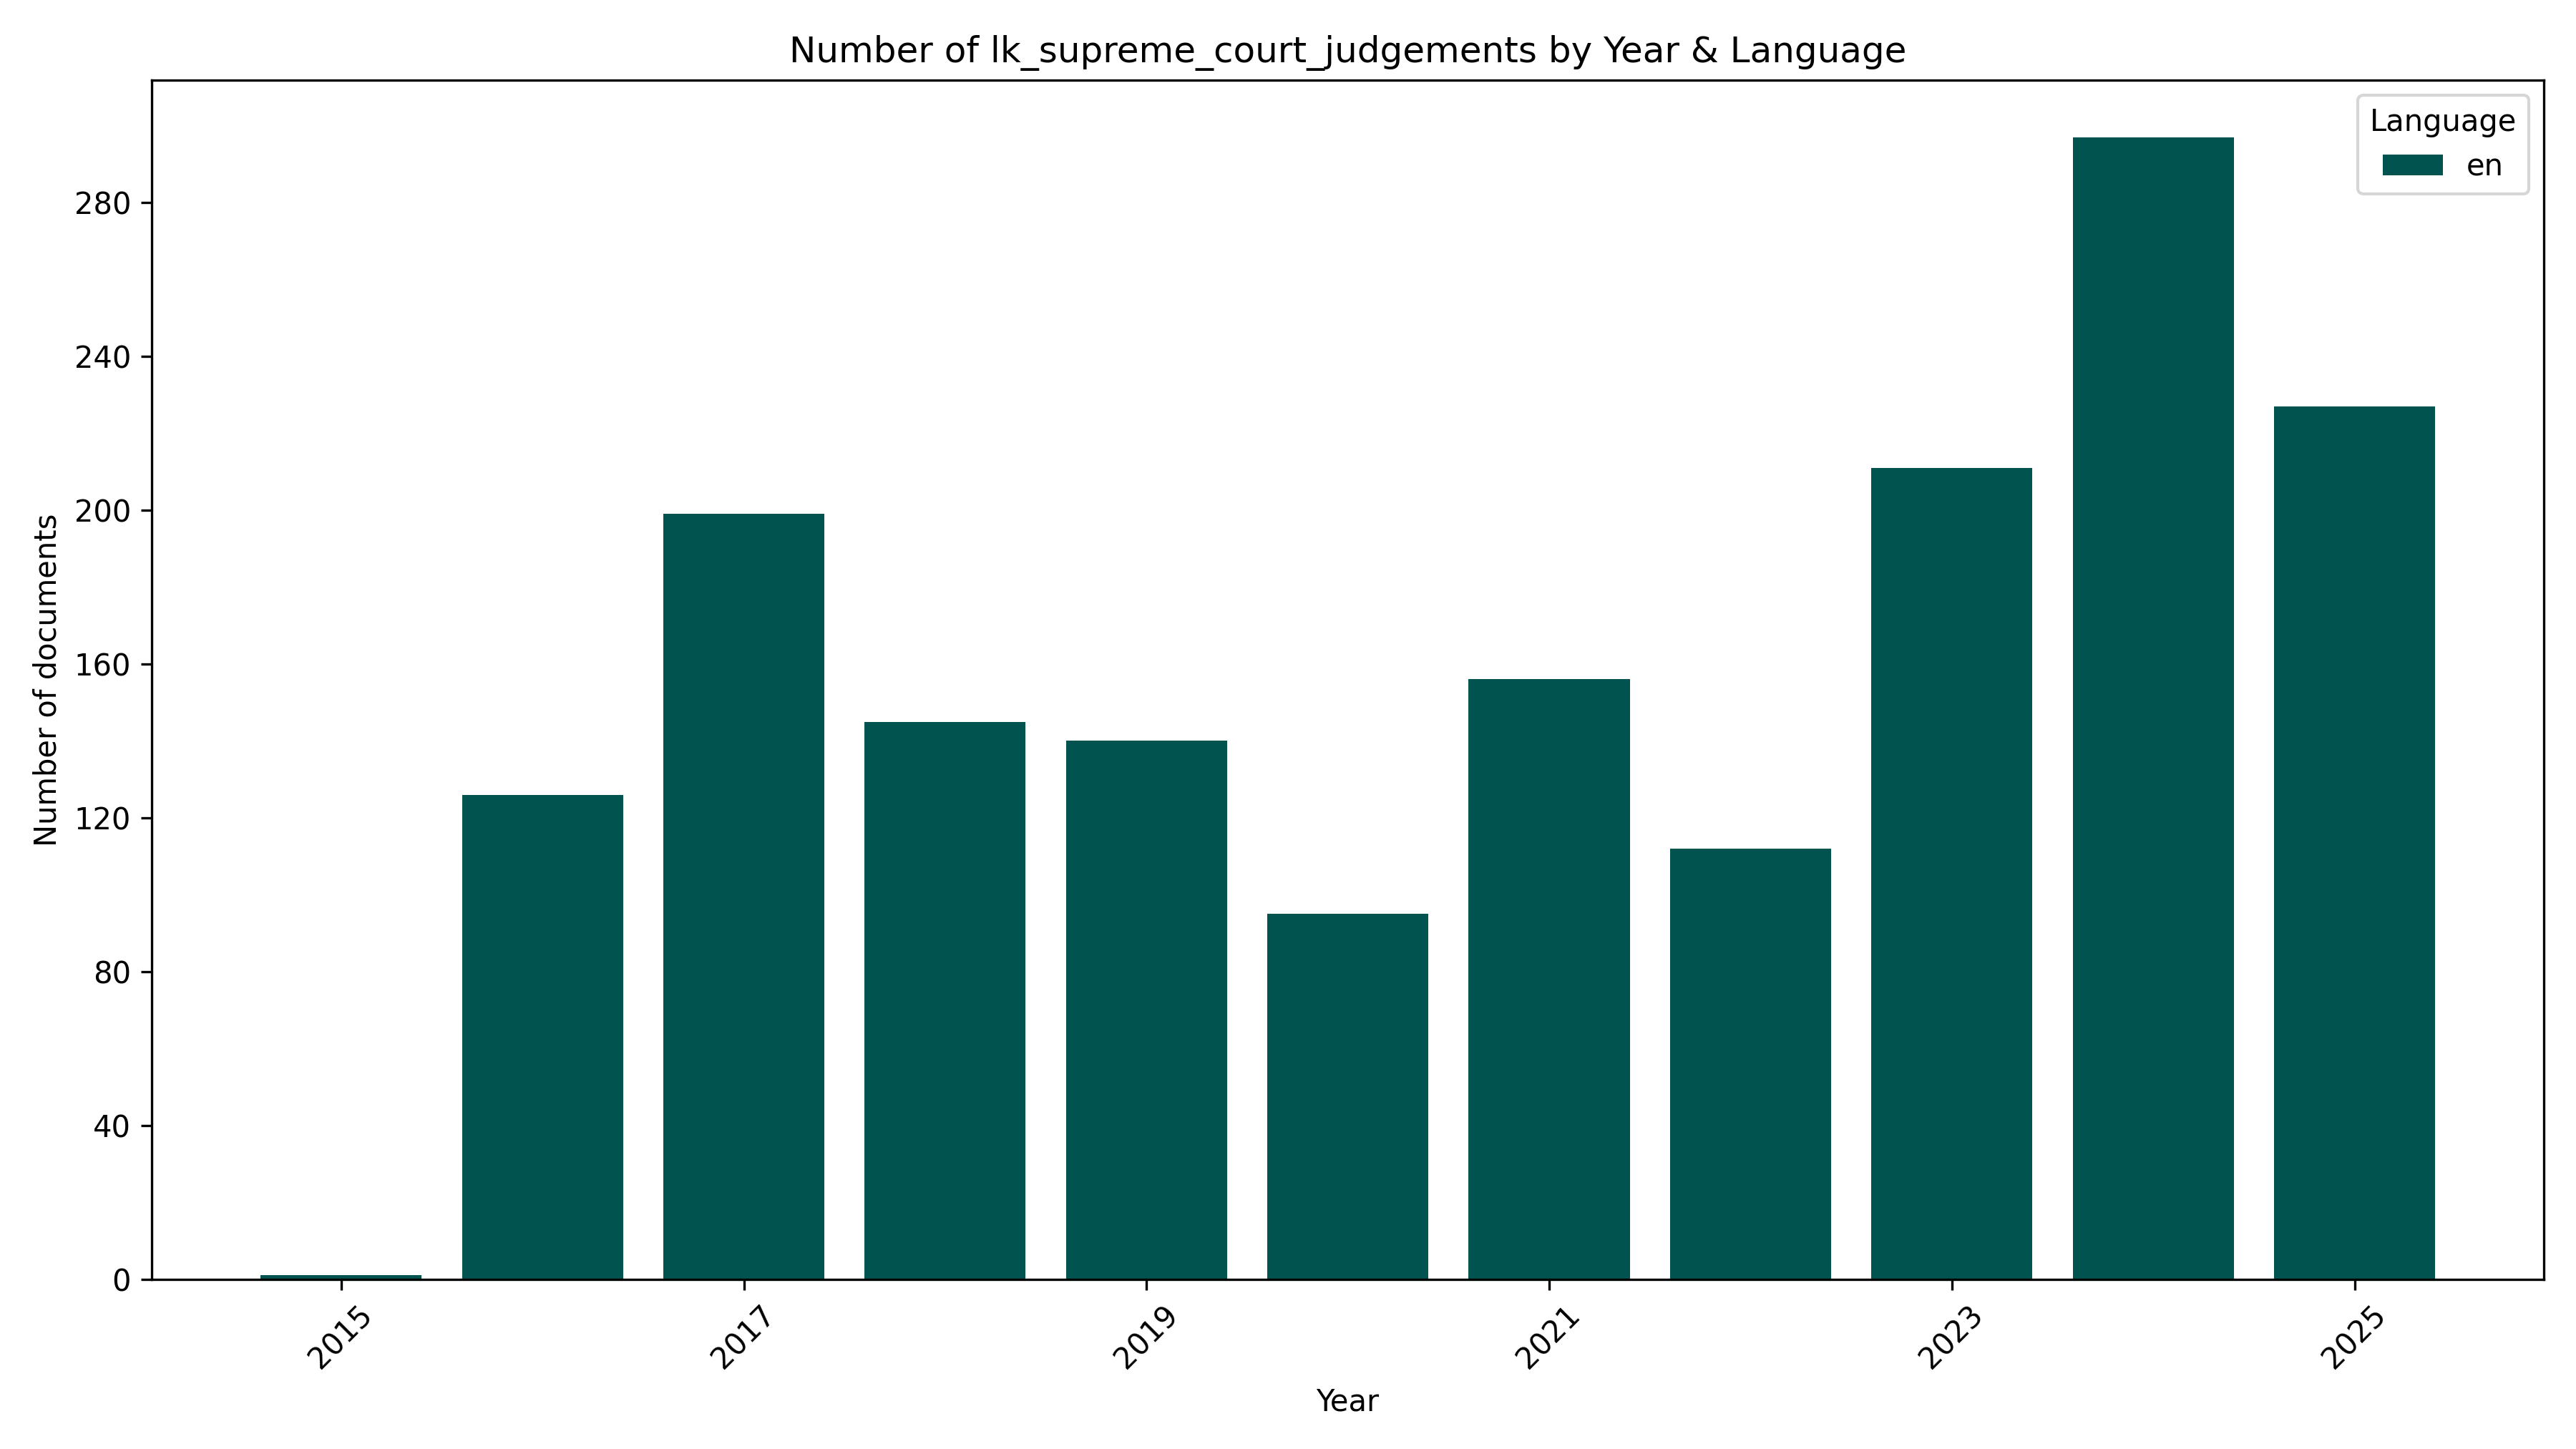 Number of lk_supreme_court_judgements by Year & Language
Language
en
280
240
200
160
120
80
40
0
Number of documents
2015
2017
2019
2021
2023
2025
Year